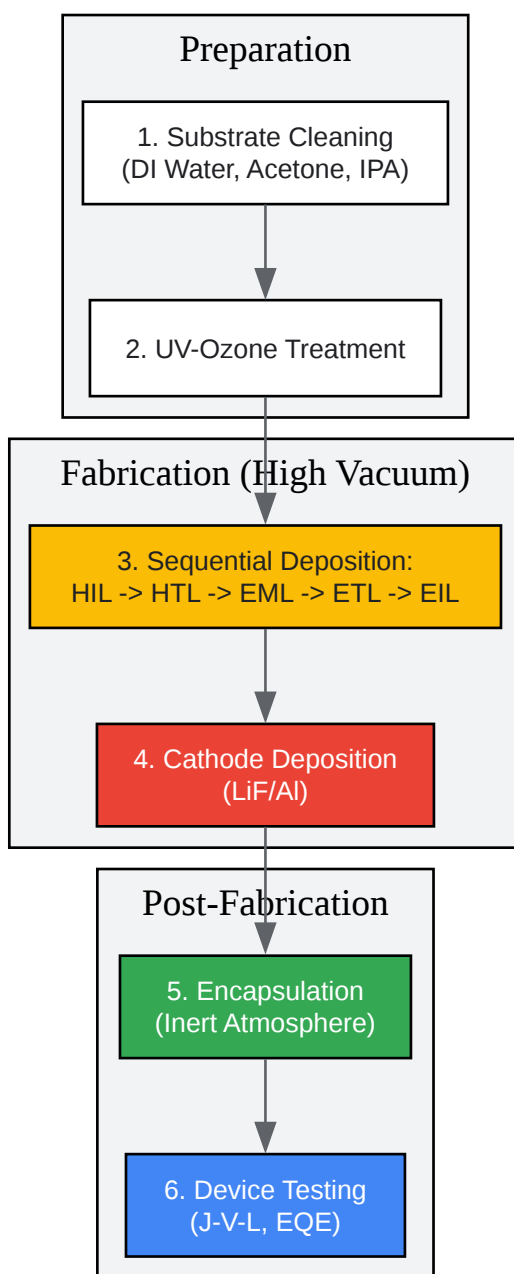 Preparation
1. Substrate Cleaning
(DI Water, Acetone, IPA)
2. UV-Ozone Treatment
Fabrication (High Vacuum)
3. Sequential Deposition:
HIL -> HTL -> EML -> ETL -> EIL
4. Cathode Deposition
(LiF/Al)
Post-Fabrication
5. Encapsulation
(Inert Atmosphere)
6. Device Testing
(J-V-L, EQE)